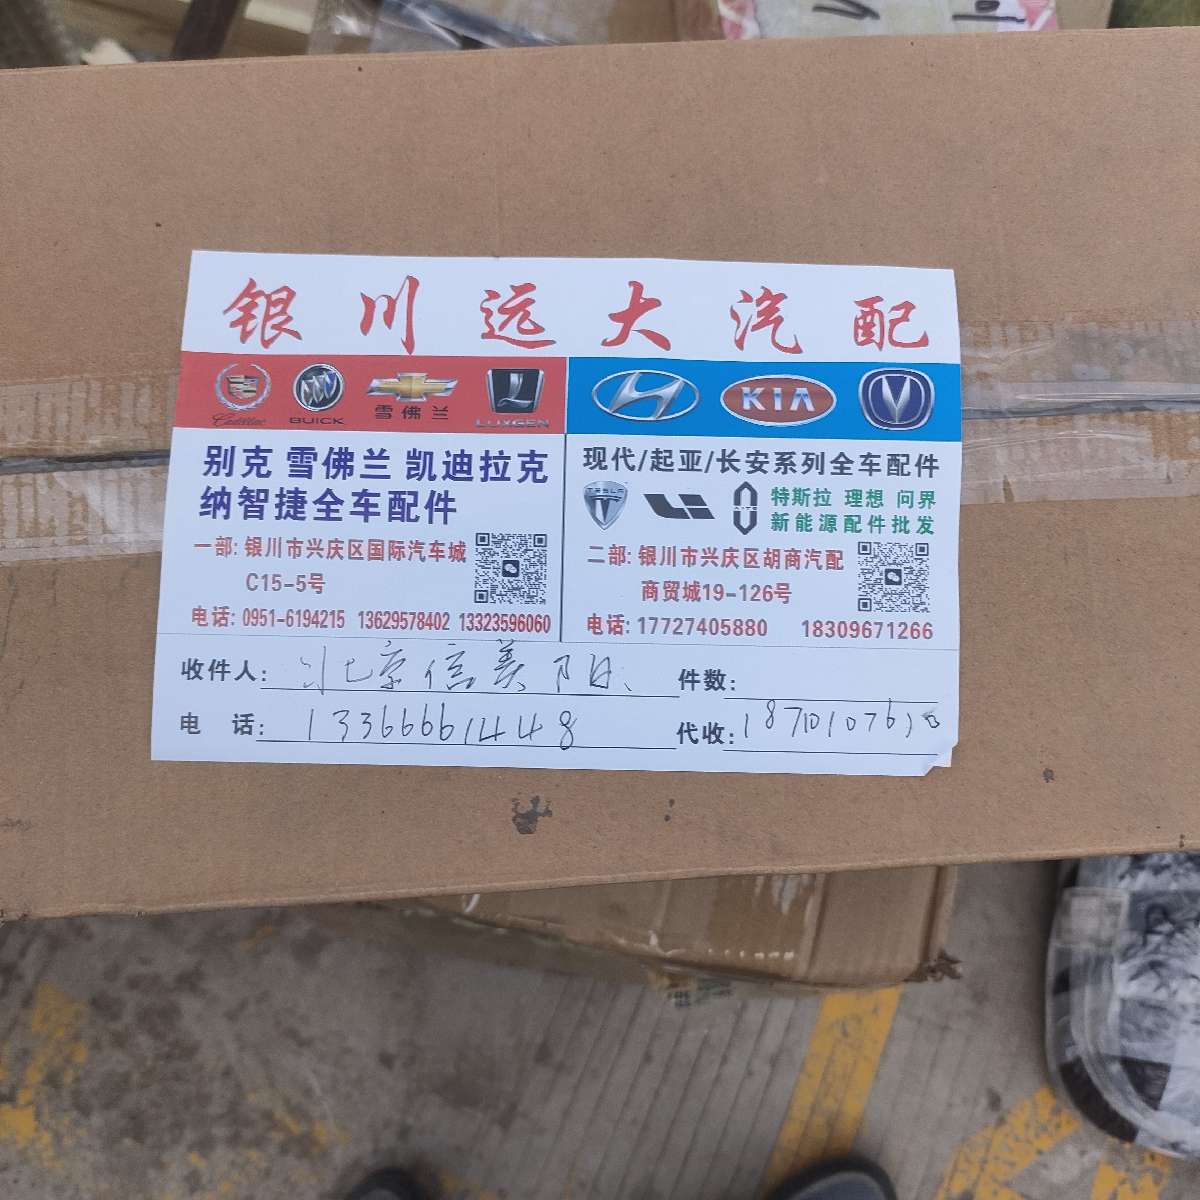 银川远大汽配
Cadillac BUICK 雪佛兰 LUXGEN KIA
别克 雪佛兰 凯迪拉克
纳智捷全车配件
一部: 银川市兴庆区国际汽车城
C15-5号
电话: 0951-6194215 13629578402 13323596060
现代/起亚/长安系列全车配件
TESLA
特斯拉 理想 问界
新能源配件批发
二部: 银川市兴庆区胡商汽配
商贸城19-126号
电话: 17727405880 18309671266
收件人: 北京信美阳 件数:
电 话: 13366661448 代收: